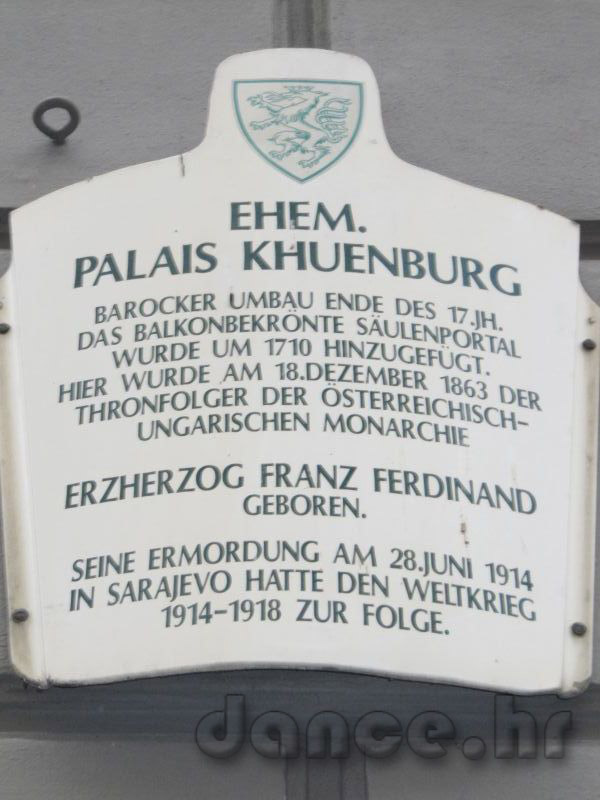 EHEM.
PALAIS KHUENBURG
BAROCKER UMBAU ENDE DES 17.JH.
DAS BALKONBEKRÖNTE SÄULENPORTAL
WURDE UM 1710 HINZUGEFÜGT.
HIER WURDE AM 18.DEZEMBER 1863 DER
THRONFOLGER DER ÖSTERREICHISCH-
UNGARISCHEN MONARCHIE
ERZHERZOG FRANZ FERDINAND
GEBOREN.
SEINE ERMORDUNG AM 28.JUNI 1914
IN SARAJEVO HATTE DEN WELTKRIEG
1914-1918 ZUR FOLGE.
dance.hr